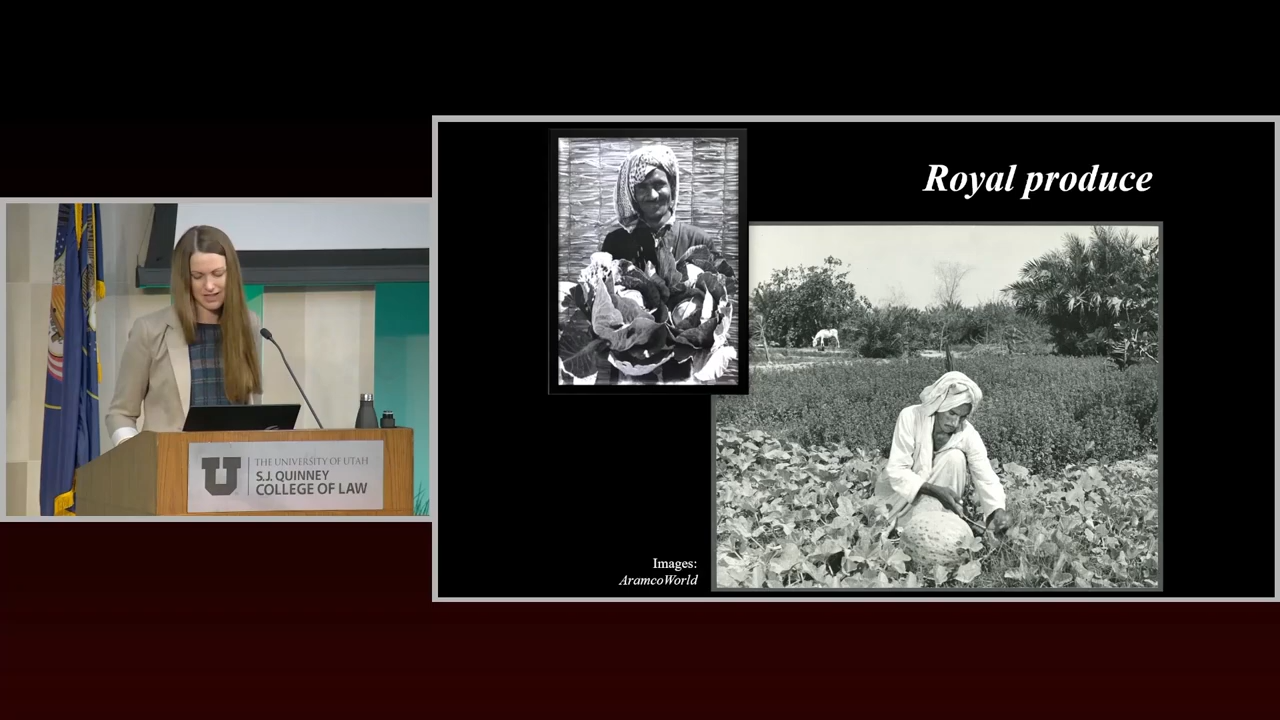 THE UNIVERSITY OF UTAH
S.J. QUINNEY
COLLEGE OF LAW
Royal produce
Images:
AramcoWorld